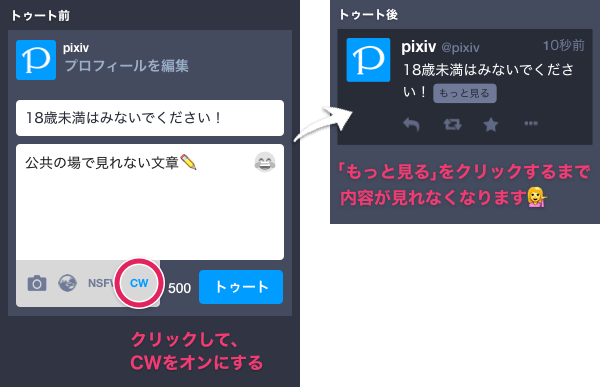 トゥート前
pixiv
プロフィールを編集
18歳未満はみないでください！
公共の場で見れない文章✏️
NSFW
CW
500
トゥート
クリックして、
CWをオンにする
トゥート後
pixiv @pixiv 10秒前
18歳未満はみないでくださ
い！ もっと見る
「もっと見る」をクリックするまで
内容が見れなくなります💁